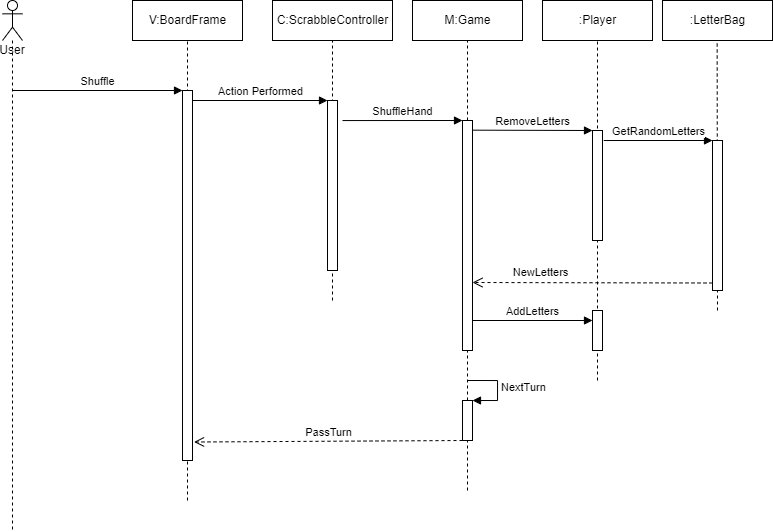 V:BoardFrame
C:ScrabbleController
M:Game
:Player
:LetterBag
User
Shuffle
Action Performed
ShuffleHand
RemoveLetters
GetRandomLetters
NewLetters
AddLetters
NextTurn
PassTurn